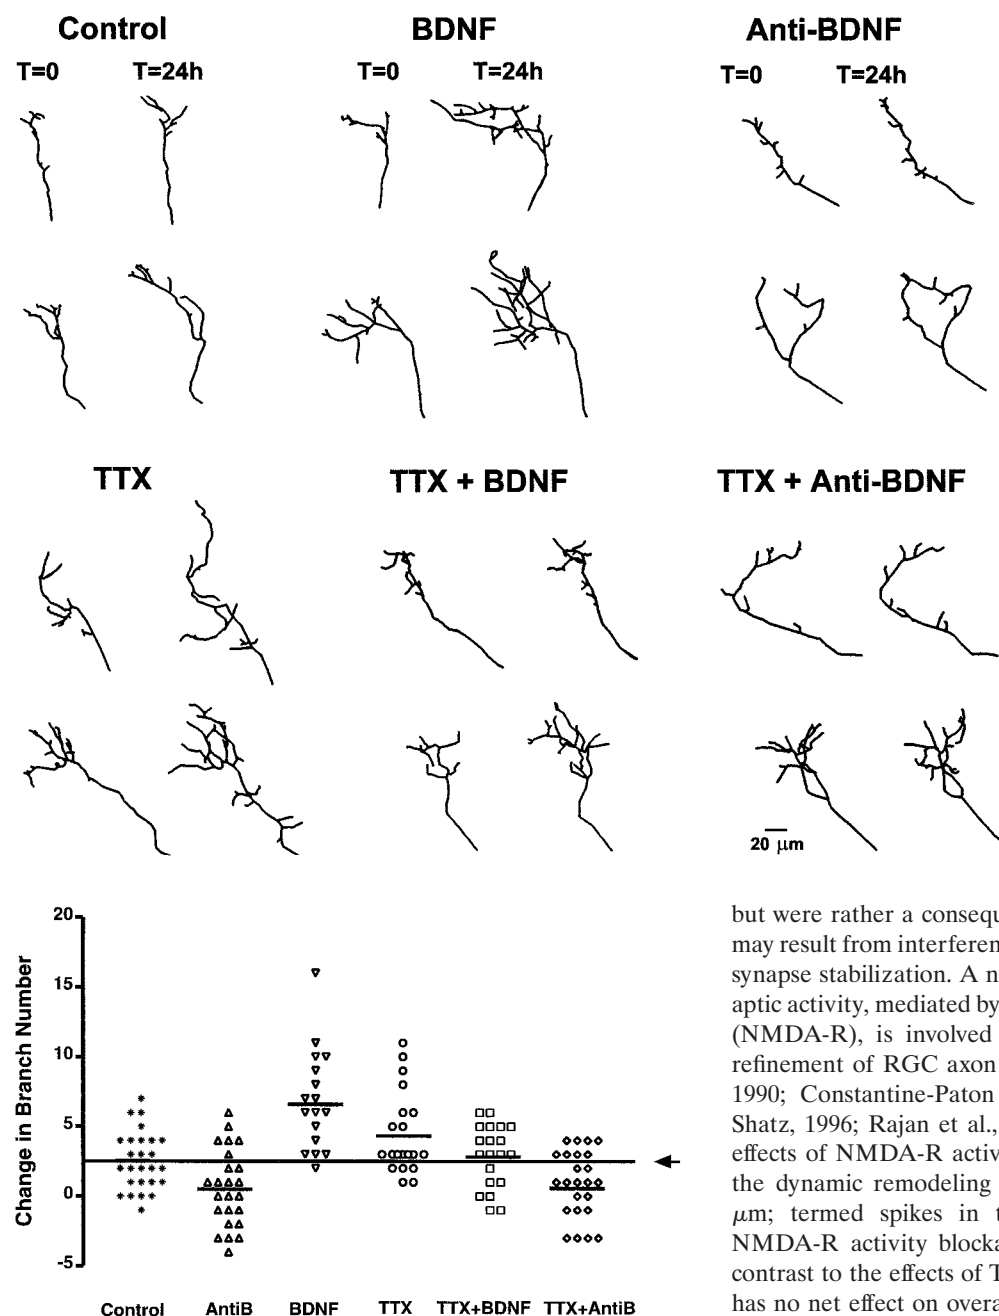 Control
BDNF
Anti-BDNF
T=0 T=24h
T=0 T=24h
T=0 T=24h
TTX
TTX + BDNF
TTX + Anti-BDNF
20 μm
Change in Branch Number
20
15
10
5
0
-5
Control AntiB BDNF TTX TTX+BDNF TTX+AntiB
but were rather a consequ
may result from interferen
synapse stabilization. A n
aptic activity, mediated by
(NMDA-R), is involved
refinement of RGC axon
1990; Constantine-Paton
Shatz, 1996; Rajan et al.,
effects of NMDA-R activ
the dynamic remodeling
μm; termed spikes in t
NMDA-R activity blocka
contrast to the effects of T
has no net effect on overa